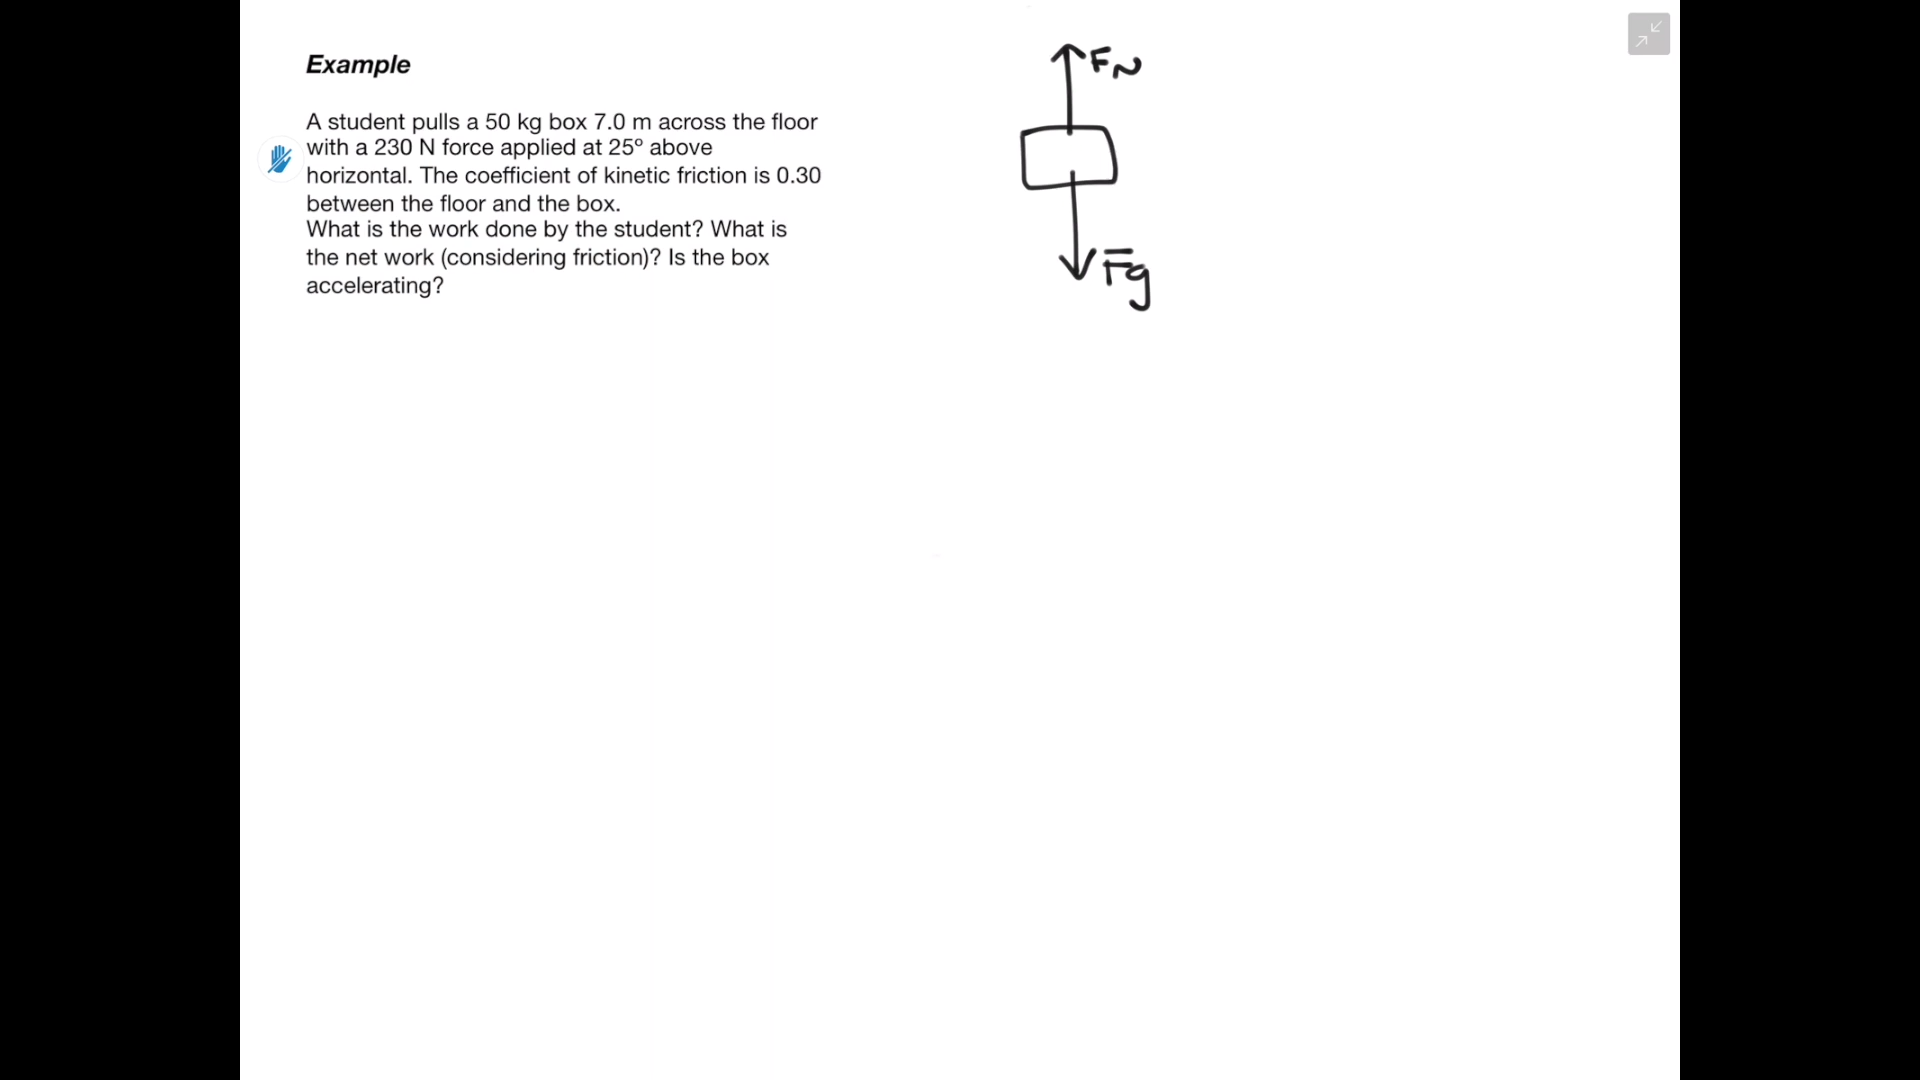 Example
A student pulls a 50 kg box 7.0 m across the floor
with a 230 N force applied at 25º above
horizontal. The coefficient of kinetic friction is 0.30
between the floor and the box.
What is the work done by the student? What is
the net work (considering friction)? Is the box
accelerating?
FN
Fg